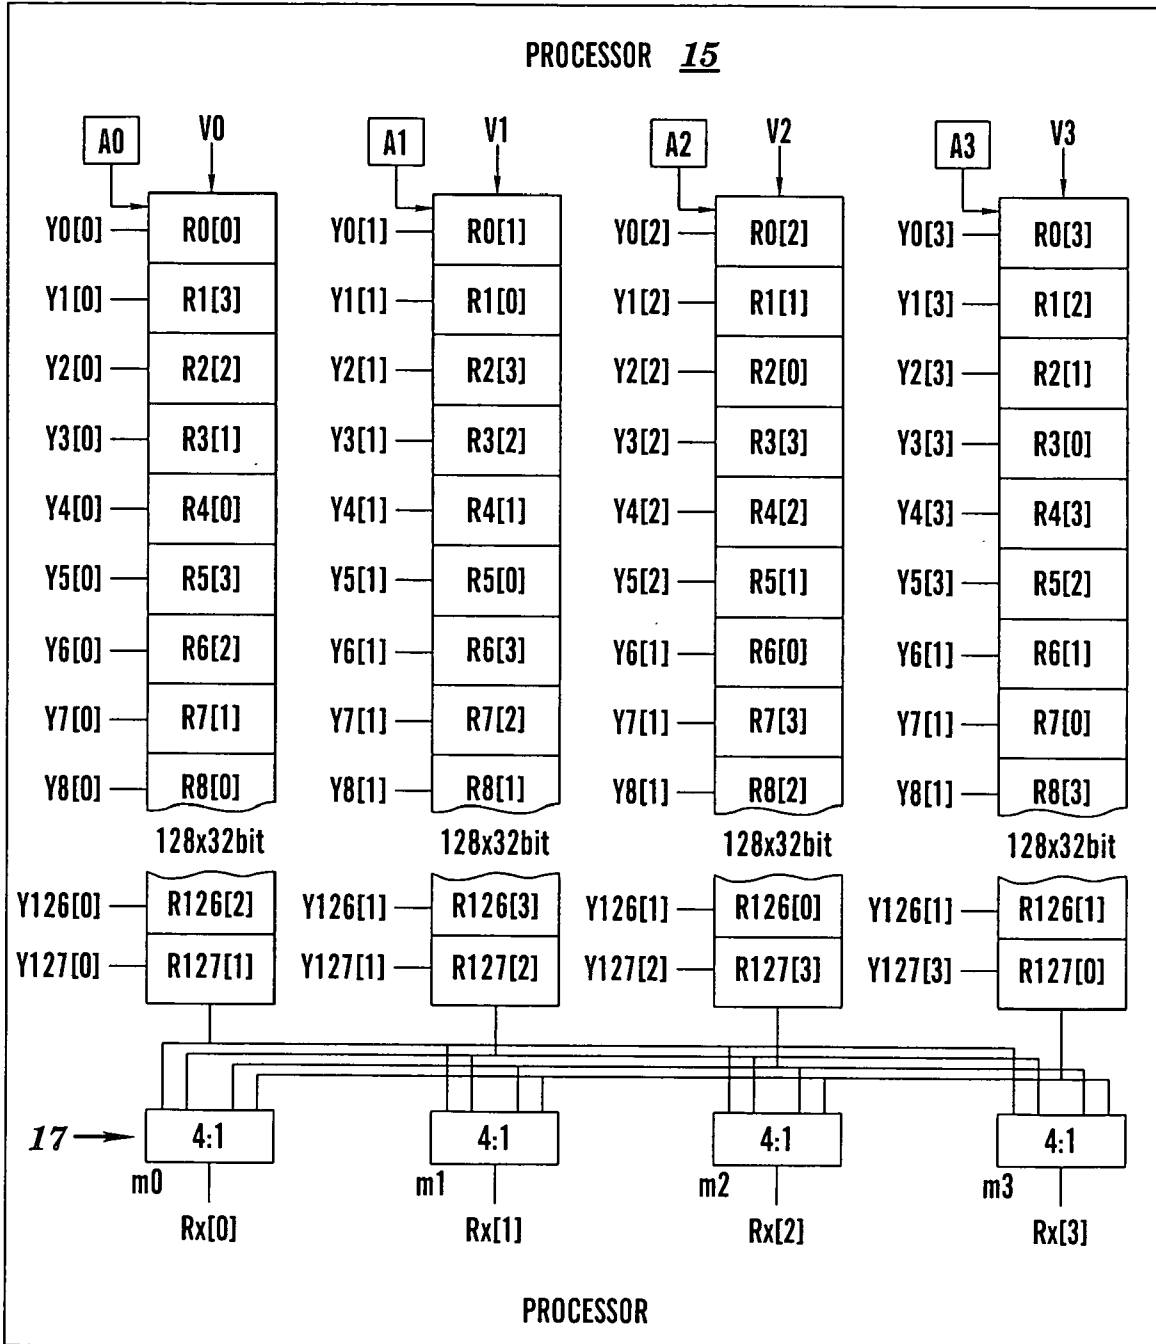 PROCESSOR 15
A0 V0 A1 V1 A2 V2 A3 V3
Y0[0] R0[0] Y0[1] R0[1] Y0[2] R0[2] Y0[3] R0[3]
Y1[0] R1[3] Y1[1] R1[0] Y1[2] R1[1] Y1[3] R1[2]
Y2[0] R2[2] Y2[1] R2[3] Y2[2] R2[0] Y2[3] R2[1]
Y3[0] R3[1] Y3[1] R3[2] Y3[2] R3[3] Y3[3] R3[0]
Y4[0] R4[0] Y4[1] R4[1] Y4[2] R4[2] Y4[3] R4[3]
Y5[0] R5[3] Y5[1] R5[0] Y5[2] R5[1] Y5[3] R5[2]
Y6[0] R6[2] Y6[1] R6[3] Y6[1] R6[0] Y6[1] R6[1]
Y7[0] R7[1] Y7[1] R7[2] Y7[1] R7[3] Y7[1] R7[0]
Y8[0] R8[0] Y8[1] R8[1] Y8[1] R8[2] Y8[1] R8[3]
128x32bit 128x32bit 128x32bit 128x32bit
Y126[0] R126[2] Y126[1] R126[3] Y126[1] R126[0] Y126[1] R126[1]
Y127[0] R127[1] Y127[1] R127[2] Y127[2] R127[3] Y127[3] R127[0]
17 4:1 4:1 4:1 4:1
m0 m1 m2 m3
Rx[0] Rx[1] Rx[2] Rx[3]
PROCESSOR